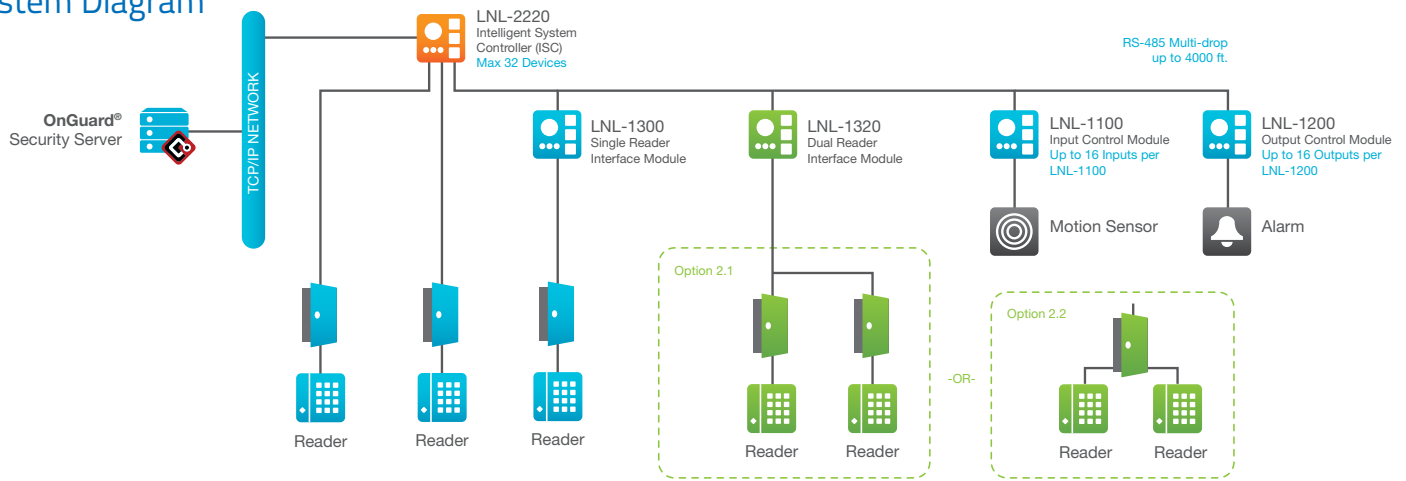 stem Diagram
LNL-2220
Intelligent System
Controller (ISC)
Max 32 Devices
RS-485 Multi-drop
up to 4000 ft.
OnGuard®
Security Server
TCP/IP NETWORK
LNL-1300
Single Reader
Interface Module
LNL-1320
Dual Reader
Interface Module
LNL-1100
Input Control Module
Up to 16 Inputs per
LNL-1100
LNL-1200
Output Control Module
Up to 16 Outputs per
LNL-1200
Motion Sensor
Alarm
Option 2.1
Option 2.2
-OR-
Reader
Reader
Reader
Reader
Reader
Reader
Reader